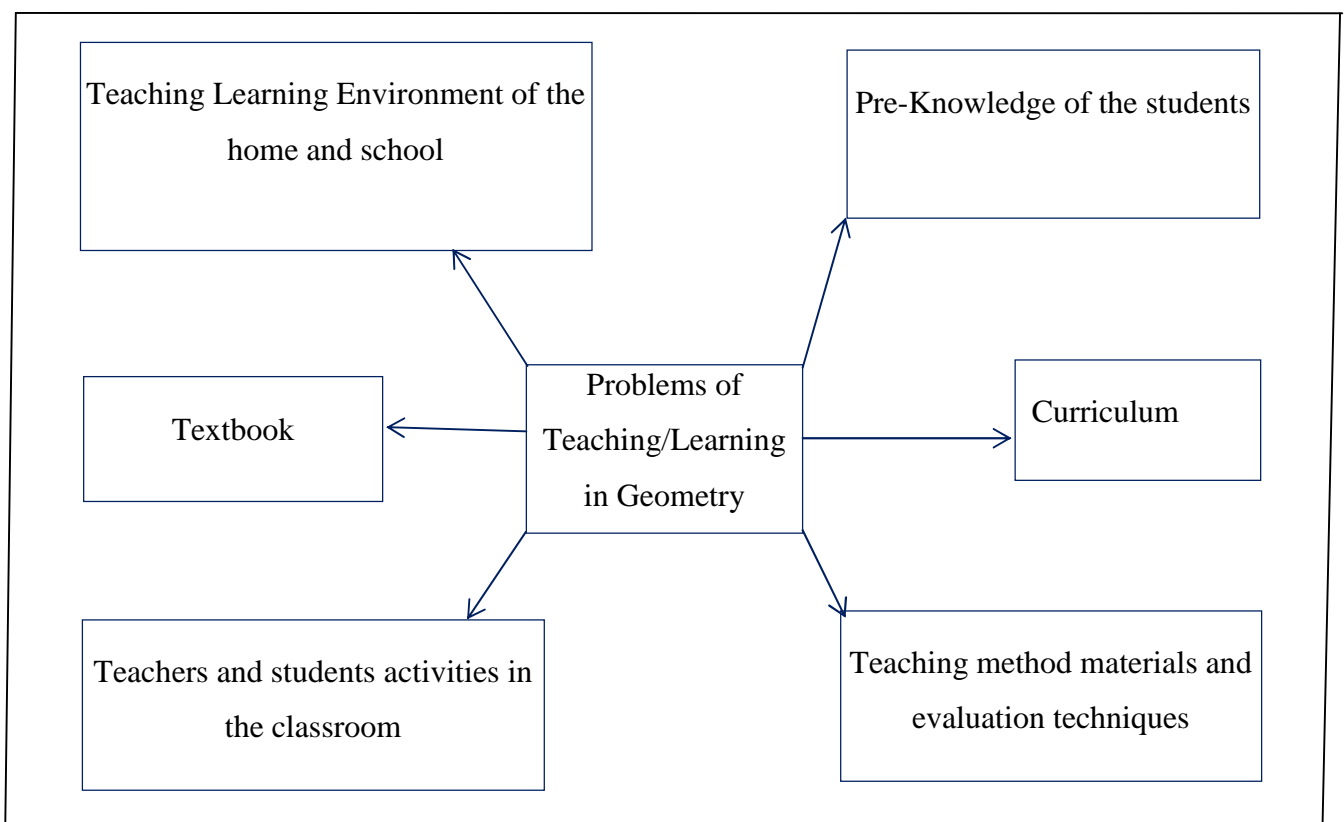 Teaching Learning Environment of the
home and school
Pre-Knowledge of the students
Problems of
Teaching/Learning
in Geometry
Textbook
Curriculum
Teachers and students activities in
the classroom
Teaching method materials and
evaluation techniques